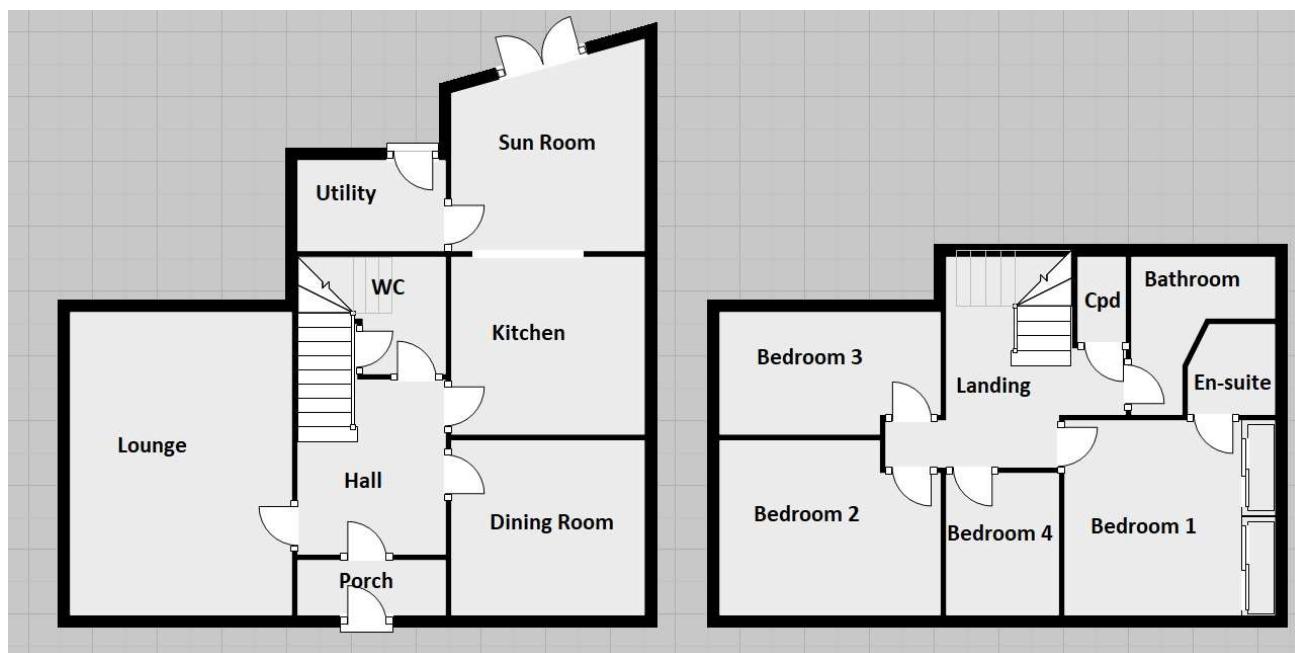 Sun Room
Utility
WC
Kitchen
Lounge
Hall
Dining Room
Porch
Bathroom
Cpd
Bedroom 3
Landing
En-suite
Bedroom 2
Bedroom 4
Bedroom 1